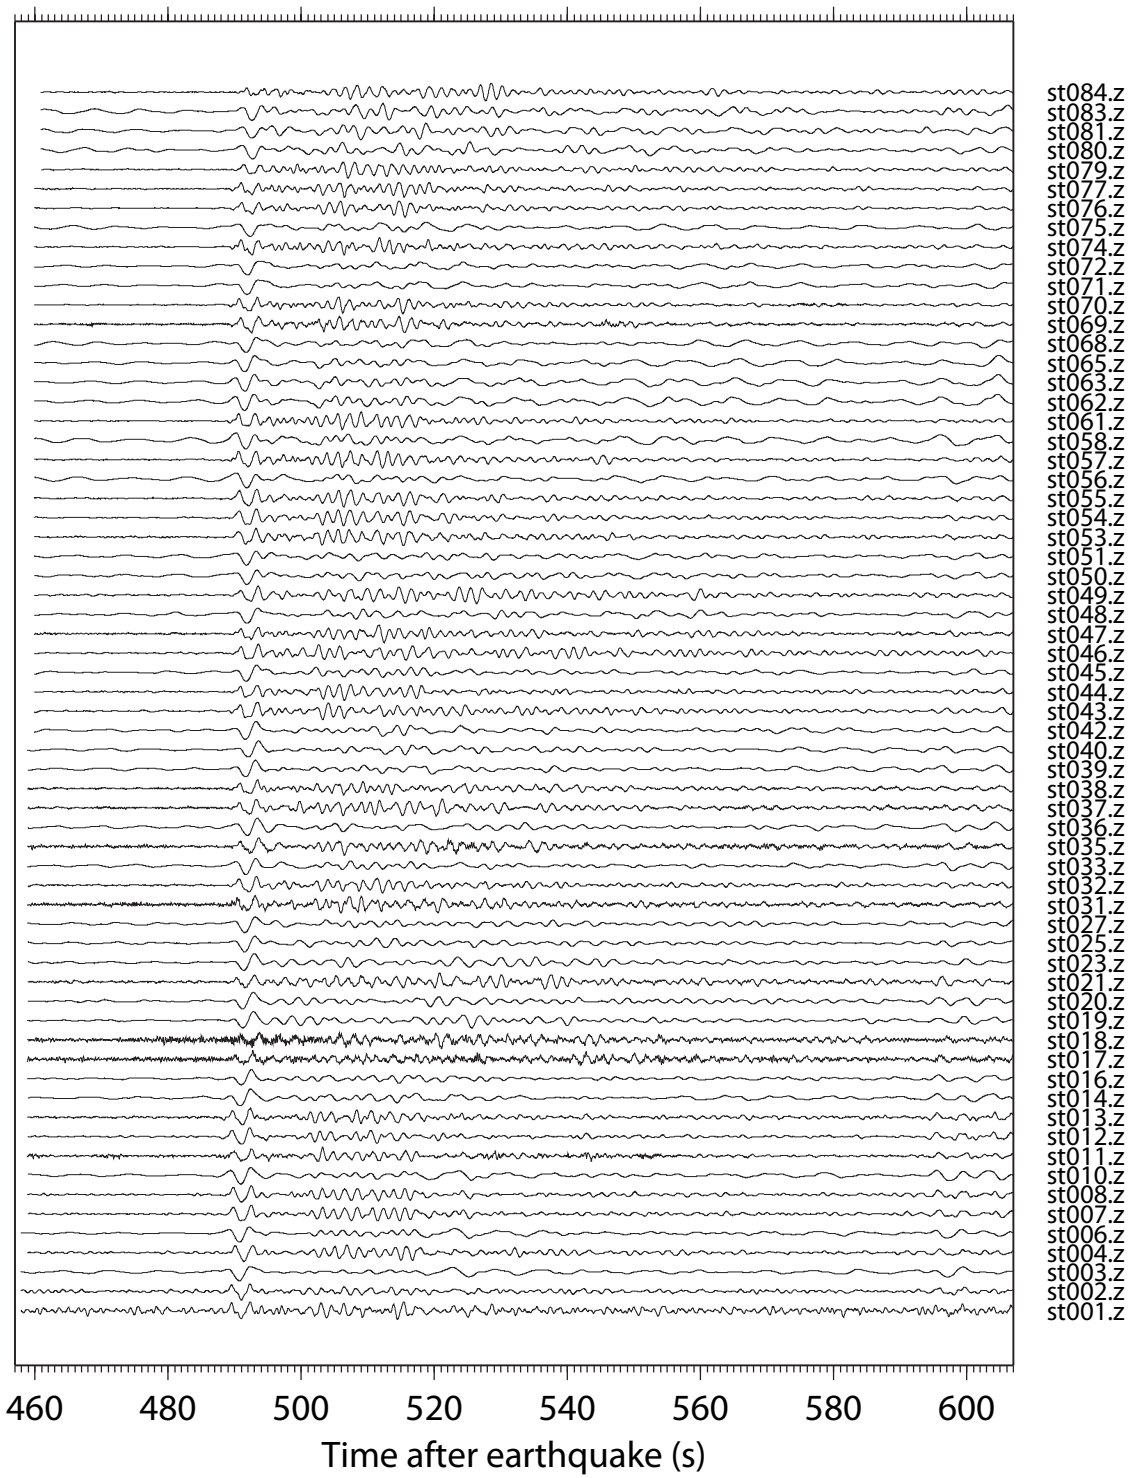 st084.z
st083.z
st081.z
st080.z
st079.z
st077.z
st076.z
st075.z
st074.z
st072.z
st071.z
st070.z
st069.z
st068.z
st065.z
st063.z
st062.z
st061.z
st058.z
st057.z
st056.z
st055.z
st054.z
st053.z
st051.z
st050.z
st049.z
st048.z
st047.z
st046.z
st045.z
st044.z
st043.z
st042.z
st040.z
st039.z
st038.z
st037.z
st036.z
st035.z
st033.z
st032.z
st031.z
st027.z
st025.z
st023.z
st021.z
st020.z
st019.z
st018.z
st017.z
st016.z
st014.z
st013.z
st012.z
st011.z
st010.z
st008.z
st007.z
st006.z
st004.z
st003.z
st002.z
st001.z
460 480 500 520 540 560 580 600
Time after earthquake (s)